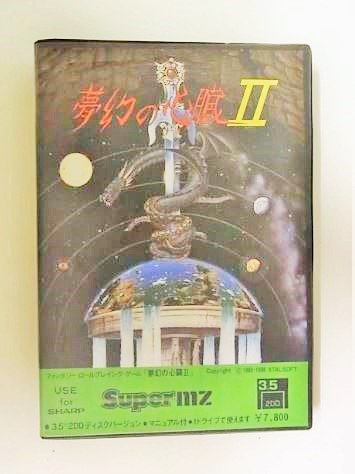 夢幻の心臓II
ファンタジーロールプレイング・ゲーム「夢幻の心臓II」 Copyright © XTALSOFT
USE
for
SHARP
SuperMZ
3.5
2DD
●3.5"2DDディスクバージョン●マニュアル付●1ドライブで使えます ¥7,800